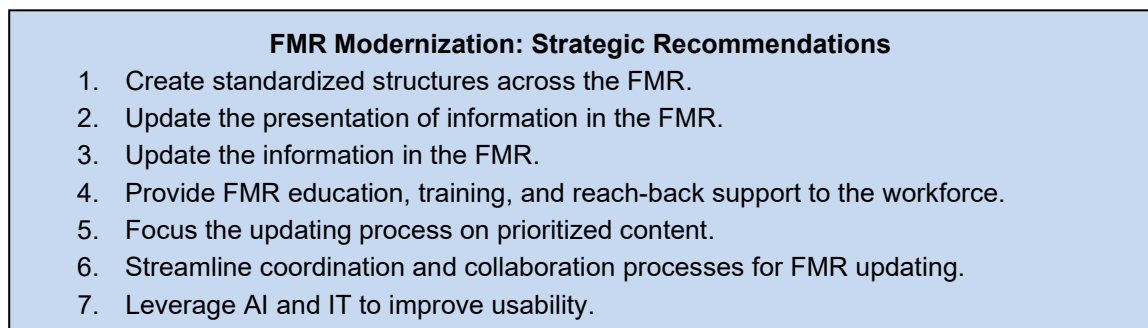 FMR Modernization: Strategic Recommendations
1. Create standardized structures across the FMR.
2. Update the presentation of information in the FMR.
3. Update the information in the FMR.
4. Provide FMR education, training, and reach-back support to the workforce.
5. Focus the updating process on prioritized content.
6. Streamline coordination and collaboration processes for FMR updating.
7. Leverage AI and IT to improve usability.